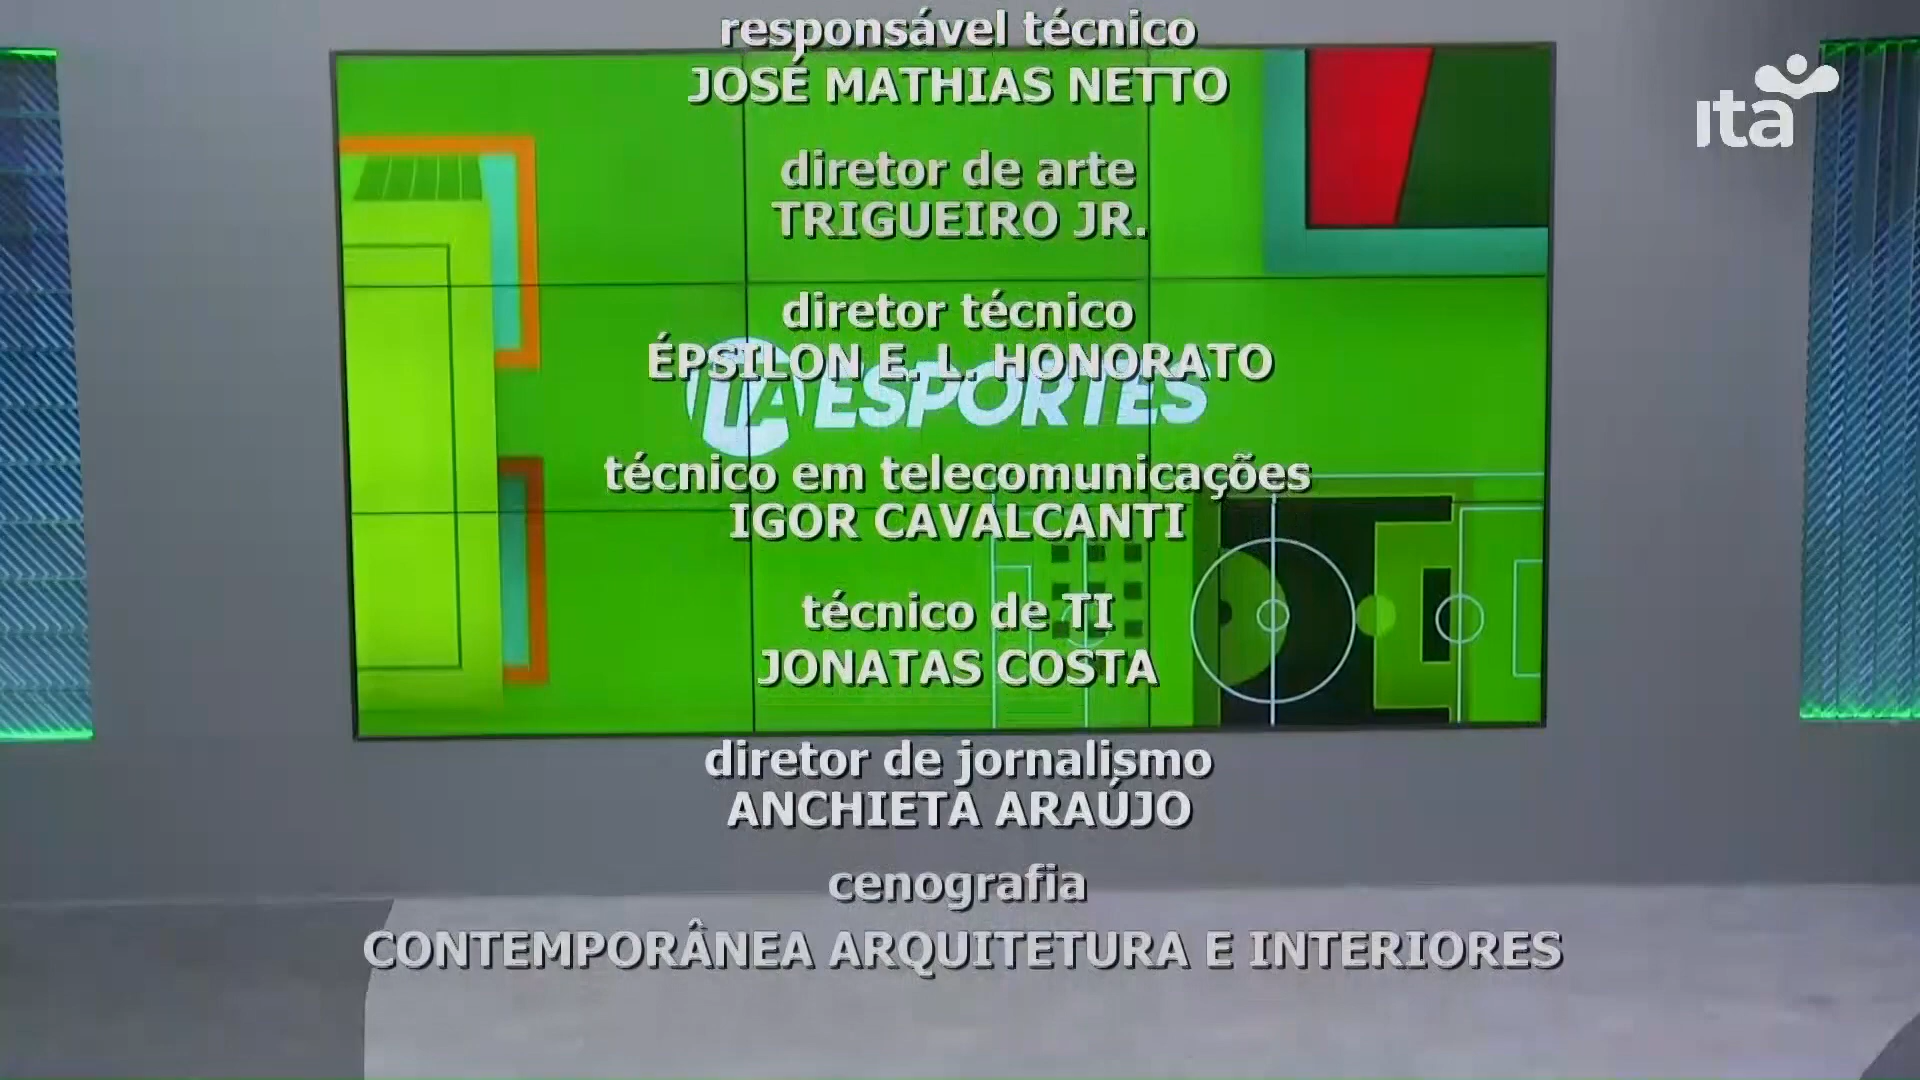 responsável técnico
JOSÉ MATHIAS NETTO
ita
diretor de arte
TRIGUEIRO JR.
diretor técnico
ÉPSILON E. L. HONORATO
ITA ESPORTES
técnico em telecomunicações
IGOR CAVALCANTI
técnico de TI
JONATAS COSTA
diretor de jornalismo
ANCHIETA ARAÚJO
cenografia
CONTEMPORÂNEA ARQUITETURA E INTERIORES